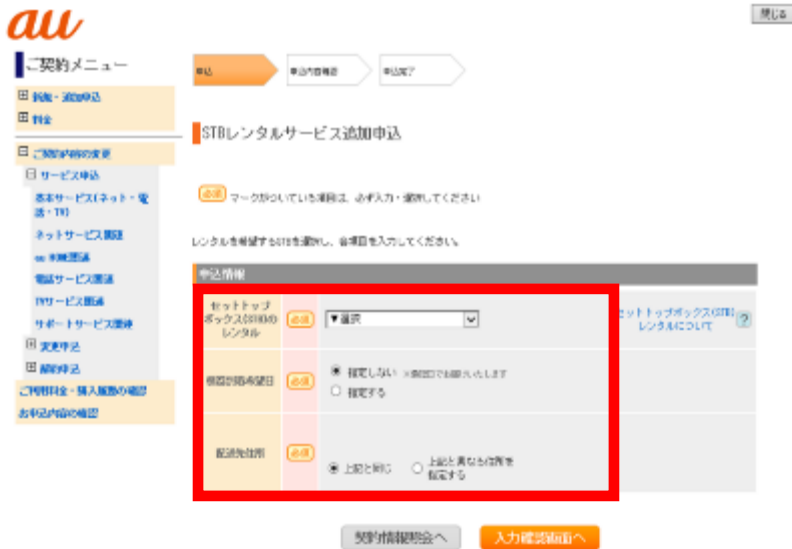 au
閉じる
ご契約メニュー
新規・追加申込
料金
ご契約内容の変更
サービス申込
基本サービス(ネット・電
話・TV)
ネットサービス関連
電話サービス関連
TVサービス関連
サポートサービス関連
変更申込
解約申込
ご利用料金・購入履歴の確認
お申込内容の確認
申込
申込内容確認
申込完了
STBレンタルサービス追加申込
必須 マークがついている項目は、必ず入力・選択してください
レンタルを希望するSTBを選択し、各項目を入力してください。
申込情報
セットトップ
ボックス(STB)の
レンタル
必須
▼選択
セットトップボックス(STB)
レンタルについて
?
機器到着希望日
必須
指定しない
指定する
配送先住所
必須
上記と同じ
上記と異なる住所を
指定する
契約情報照会へ
入力確認画面へ